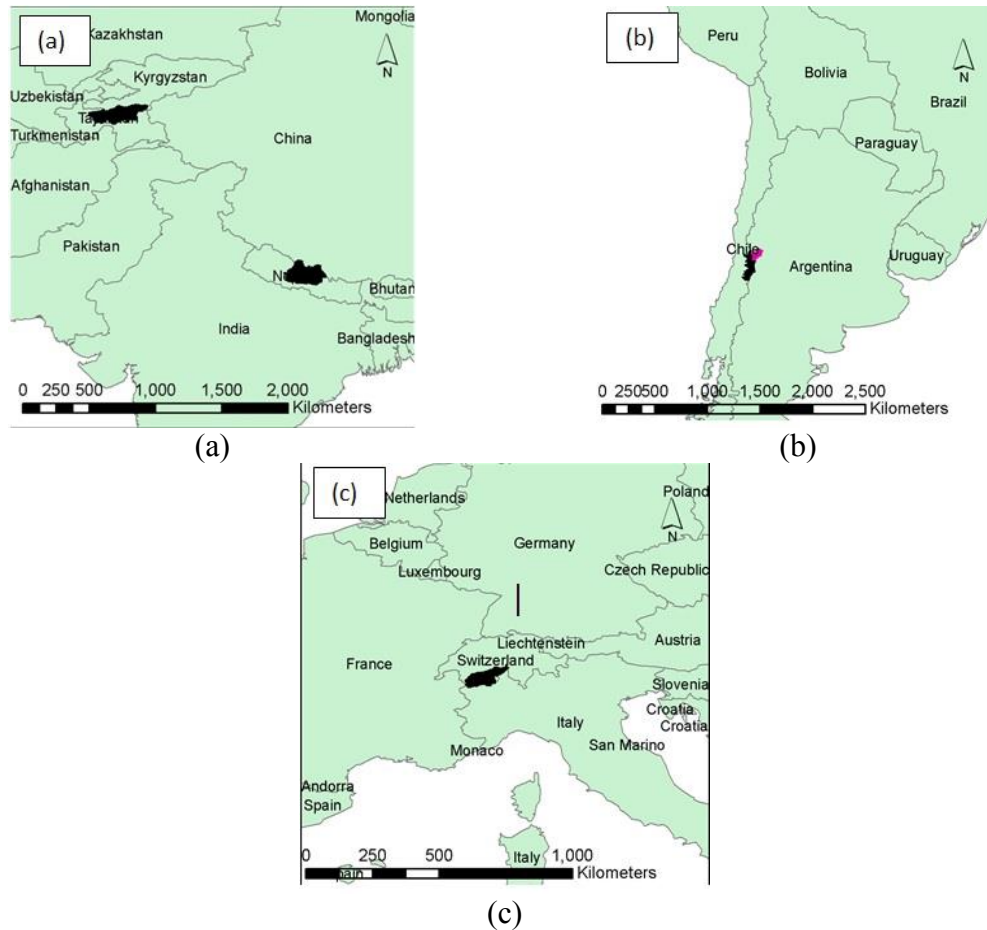 (a)
Mongolia
Kazakhstan
N
Kyrgyzstan
Uzbekistan
Turkmenistan
China
Afghanistan
Pakistan
N
Bhutan
India
Bangladesh
0 250 500 1,000 1,500 2,000
Kilometers
(a)
(b)
Peru
N
Bolivia
Brazil
Paraguay
Chile
Uruguay
Argentina
0 250 500 1,000 1,500 2,000 2,500
Kilometers
(b)
(c)
Netherlands
Poland
N
Belgium
Germany
Luxembourg
Czech Republic
Liechtenstein
Austria
France
Switzerland
Slovenia
Croatia
Italy
Croatia
Monaco
San Marino
Andorra
Spain
0 250 500 1,000
Italy
Kilometers
(c)